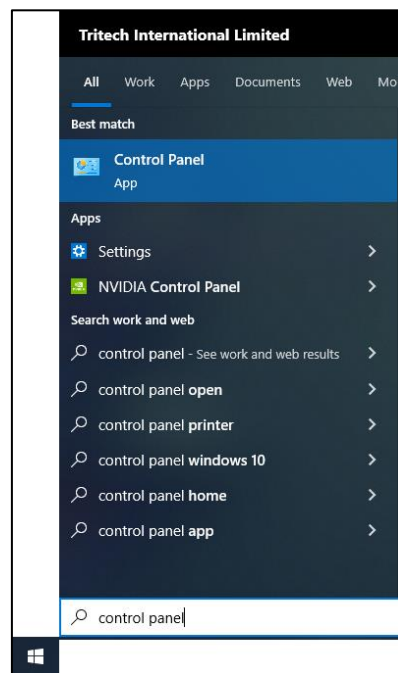 Tritech International Limited
All Work Apps Documents Web Mo
Best match
Control Panel
App
Apps
Settings
NVIDIA Control Panel
Search work and web
control panel - See work and web results
control panel open
control panel printer
control panel windows 10
control panel home
control panel app
control panel